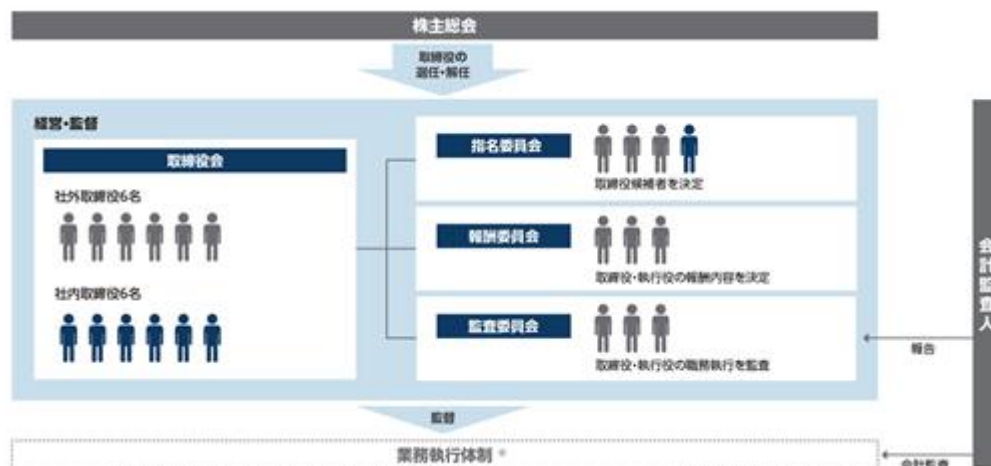 株主総会
取締役の
選任・解任
経営・監督
取締役会
社外取締役6名
社内取締役6名
指名委員会
取締役候補者を決定
報酬委員会
取締役・執行役の報酬内容を決定
監査委員会
取締役・執行役の職務執行を監査
会計監査人
報告
監督
業務執行体制 *
会計監査